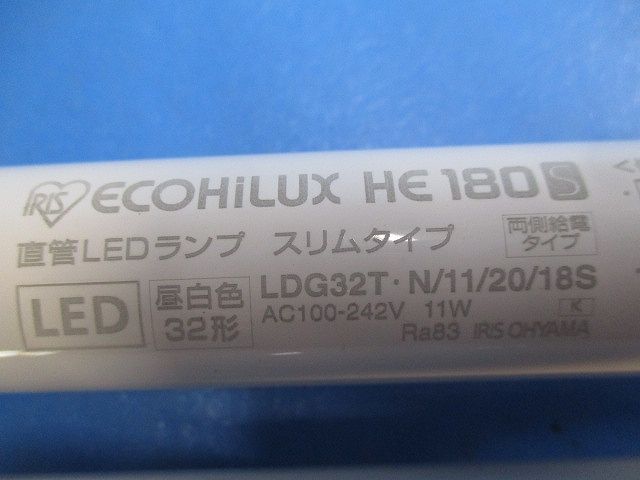 IRIS ECOHiLUX HE 180 S
直管LEDランプ スリムタイプ 両側給電タイプ
LED 昼白色 32形 LDG32T・N/11/20/18S
AC100-242V 11W K
Ra83 IRIS OHYAMA